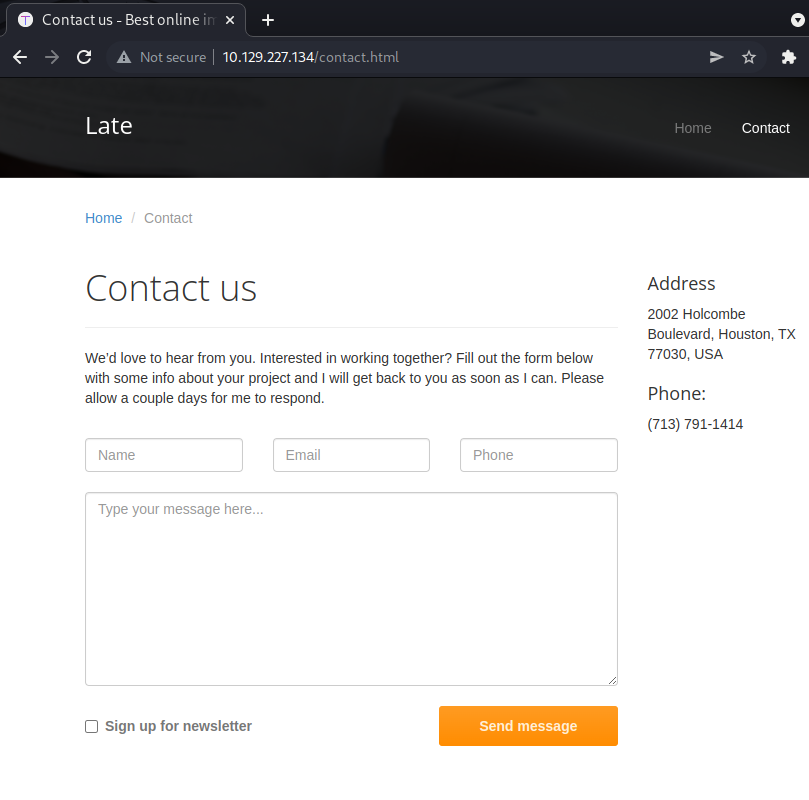 Contact us - Best online in
Not secure
10.129.227.134/contact.html
Late
Home
Contact
Home / Contact
Contact us
We'd love to hear from you. Interested in working together? Fill out the form below
with some info about your project and I will get back to you as soon as I can. Please
allow a couple days for me to respond.
Name
Email
Phone
Type your message here...
Sign up for newsletter
Send message
Address
2002 Holcombe
Boulevard, Houston, TX
77030, USA
Phone:
(713) 791-1414